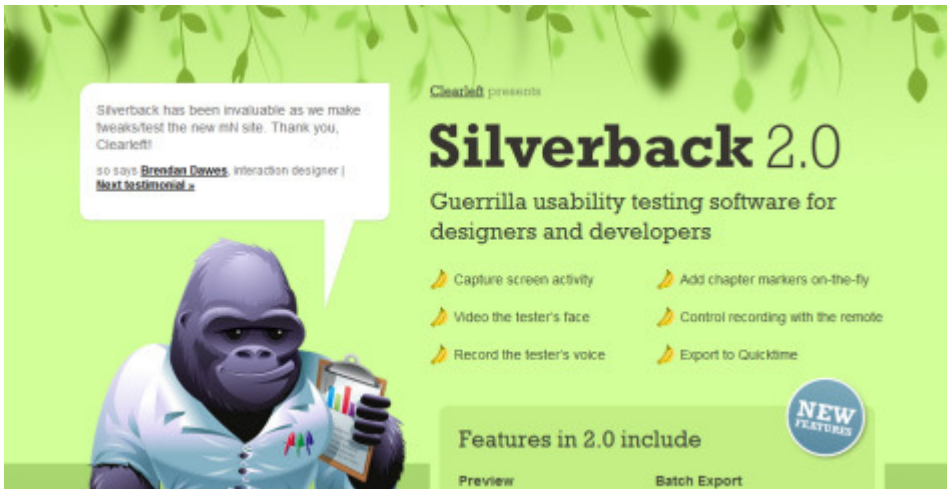 Silverback has been invaluable as we make
tweaks/test the new mN site. Thank you,
Clearleft!
so says Brendan Dawes, interaction designer |
Next testimonial »
Clearleft presents
Silverback 2.0
Guerrilla usability testing software for
designers and developers
Capture screen activity
Add chapter markers on-the-fly
Video the tester's face
Control recording with the remote
Record the tester's voice
Export to Quicktime
NEW
FEATURES
Features in 2.0 include
Preview
Batch Export